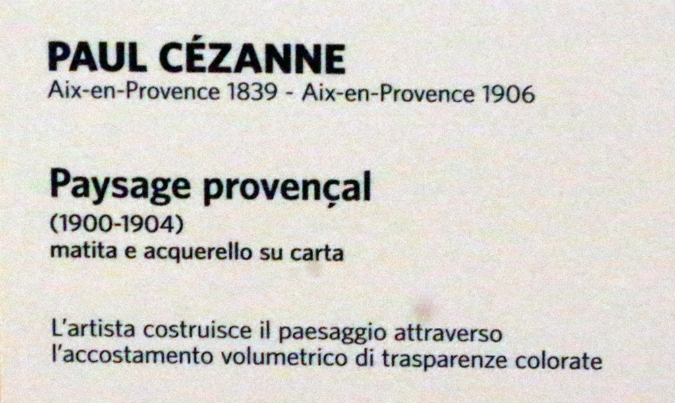 PAUL CÉZANNE
Aix-en-Provence 1839 - Aix-en-Provence 1906
Paysage provençal
(1900-1904)
matita e acquerello su carta
L'artista costruisce il paesaggio attraverso
l'accostamento volumetrico di trasparenze colorate